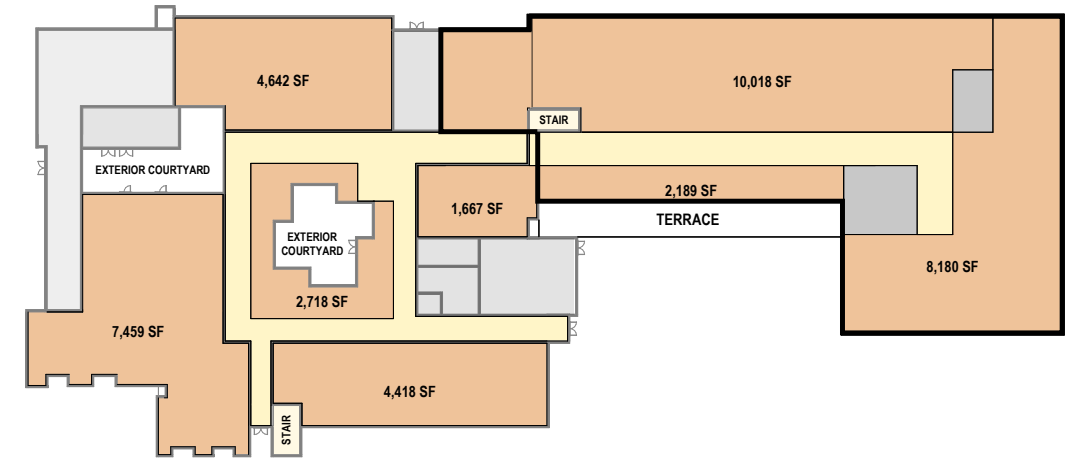 4,642 SF
10,018 SF
STAIR
EXTERIOR COURTYARD
2,189 SF
1,667 SF
TERRACE
EXTERIOR
COURTYARD
8,180 SF
2,718 SF
7,459 SF
4,418 SF
STAIR